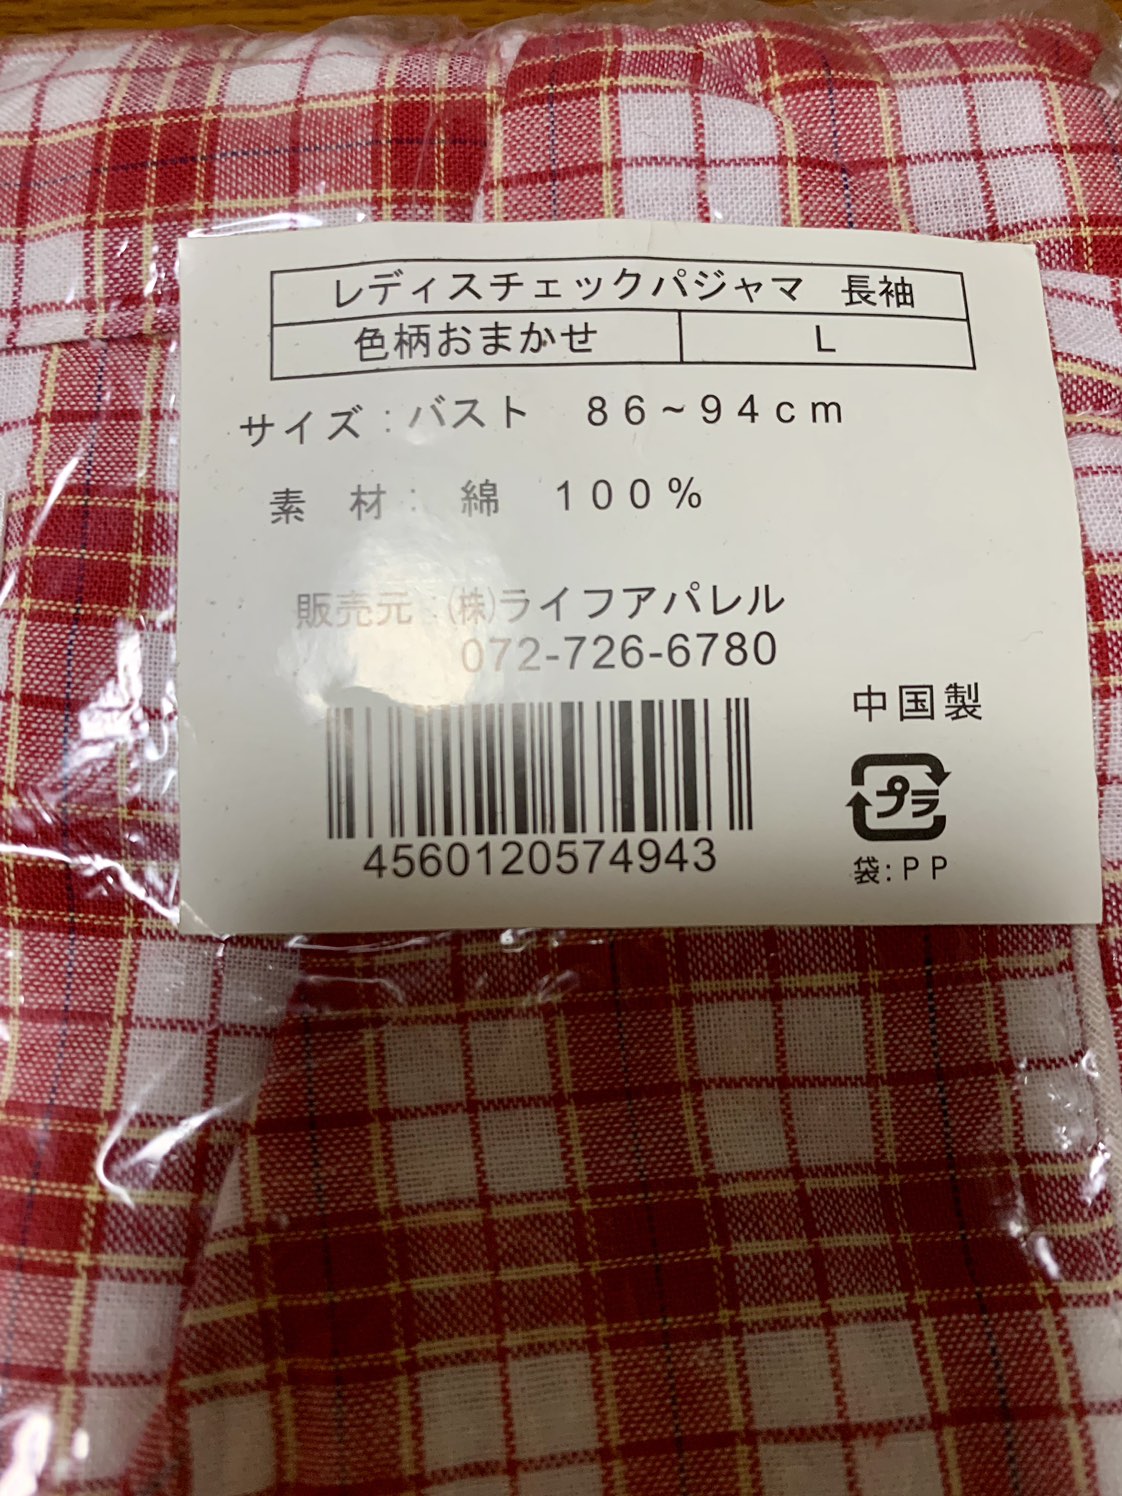 レディスチェックパジャマ 長袖
色柄おまかせ L
サイズ:バスト 86~94cm
素 材: 綿 100%
販売元 (株)ライフアパレル
072-726-6780
中国製
プラ
4560120574943
袋:PP